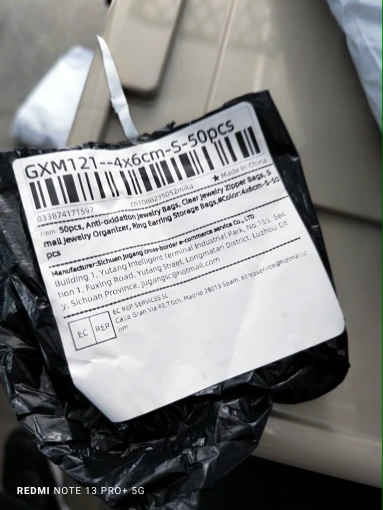 GXM121--4x6cm-S-50pcs
833874171597
★ Made In China
Item: 50pcs, Anti-oxidation Jewelry Bags, Clear Jewelry Zipper Bags, S
mall Jewelry Organizer, Ring Earring Storage Bags,#Color:4x6cm-S-50
pcs
Manufacturer:Sichuan Jugang cross-border e-commerce service Co., LTD
Building 1, Yutang Intelligent Terminal Industrial Park, No. 155, Sec
tion 1, Fuxing Road, Yutang Street, Longmatan District, Luzhou Cit
y, Sichuan Province, jugangjc@hotmail.com
EC REP
EC REP SERVICES SL
Calle Gran Via 49,7 Dch, Madrid 28013 Spain, ecrepservice@hotmail.c
om
REDMI NOTE 13 PRO+ 5G